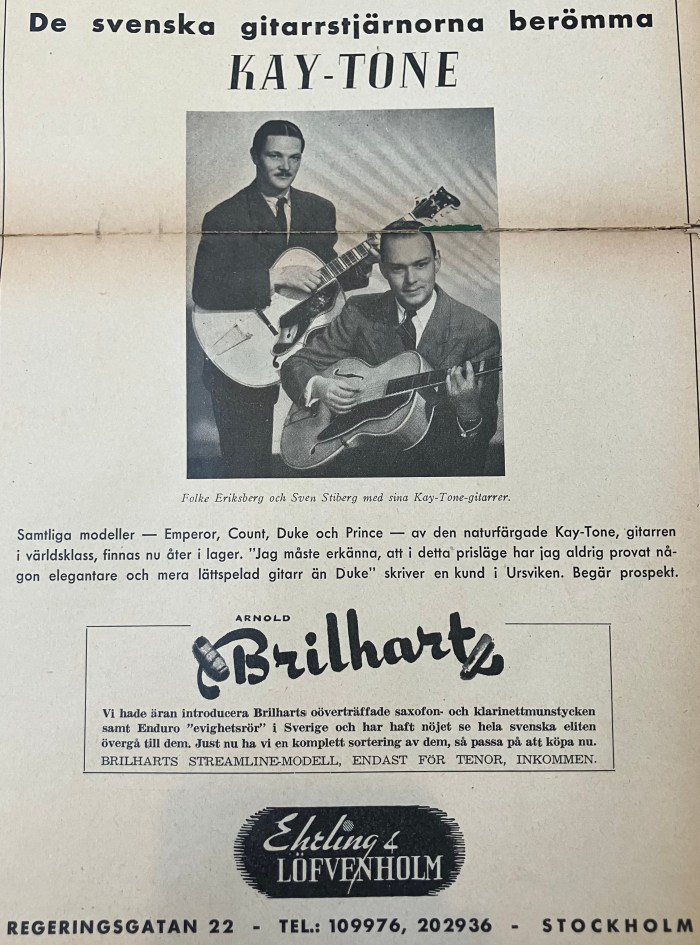 De svenska gitarrstjärnorna berömma
KAY-TONE
Folke Eriksberg och Sven Stiberg med sina Kay-Tone-gitarrer.
Samtliga modeller — Emperor, Count, Duke och Prince — av den naturfärgade Kay-Tone, gitarren
i världsklass, finnas nu åter i lager. "Jag måste erkänna, att i detta prisläge har jag aldrig provat nå-
gon elegantare och mera lättspelad gitarr än Duke" skriver en kund i Ursviken. Begär prospekt.
ARNOLD
Brilhart
Vi hade äran introducera Brilharts oöverträffade saxofon- och klarinettmunstycken
samt Enduro "evighetsrör" i Sverige och har haft nöjet se hela svenska eliten
övergå till dem. Just nu ha vi en komplett sortering av dem, så passa på att köpa nu.
BRILHARTS STREAMLINE-MODELL, ENDAST FÖR TENOR, INKOMMEN.
Ehrling &
LÖFVENHOLM
REGERINGSGATAN 22 - TEL.: 109976, 202936 - STOCKHOLM